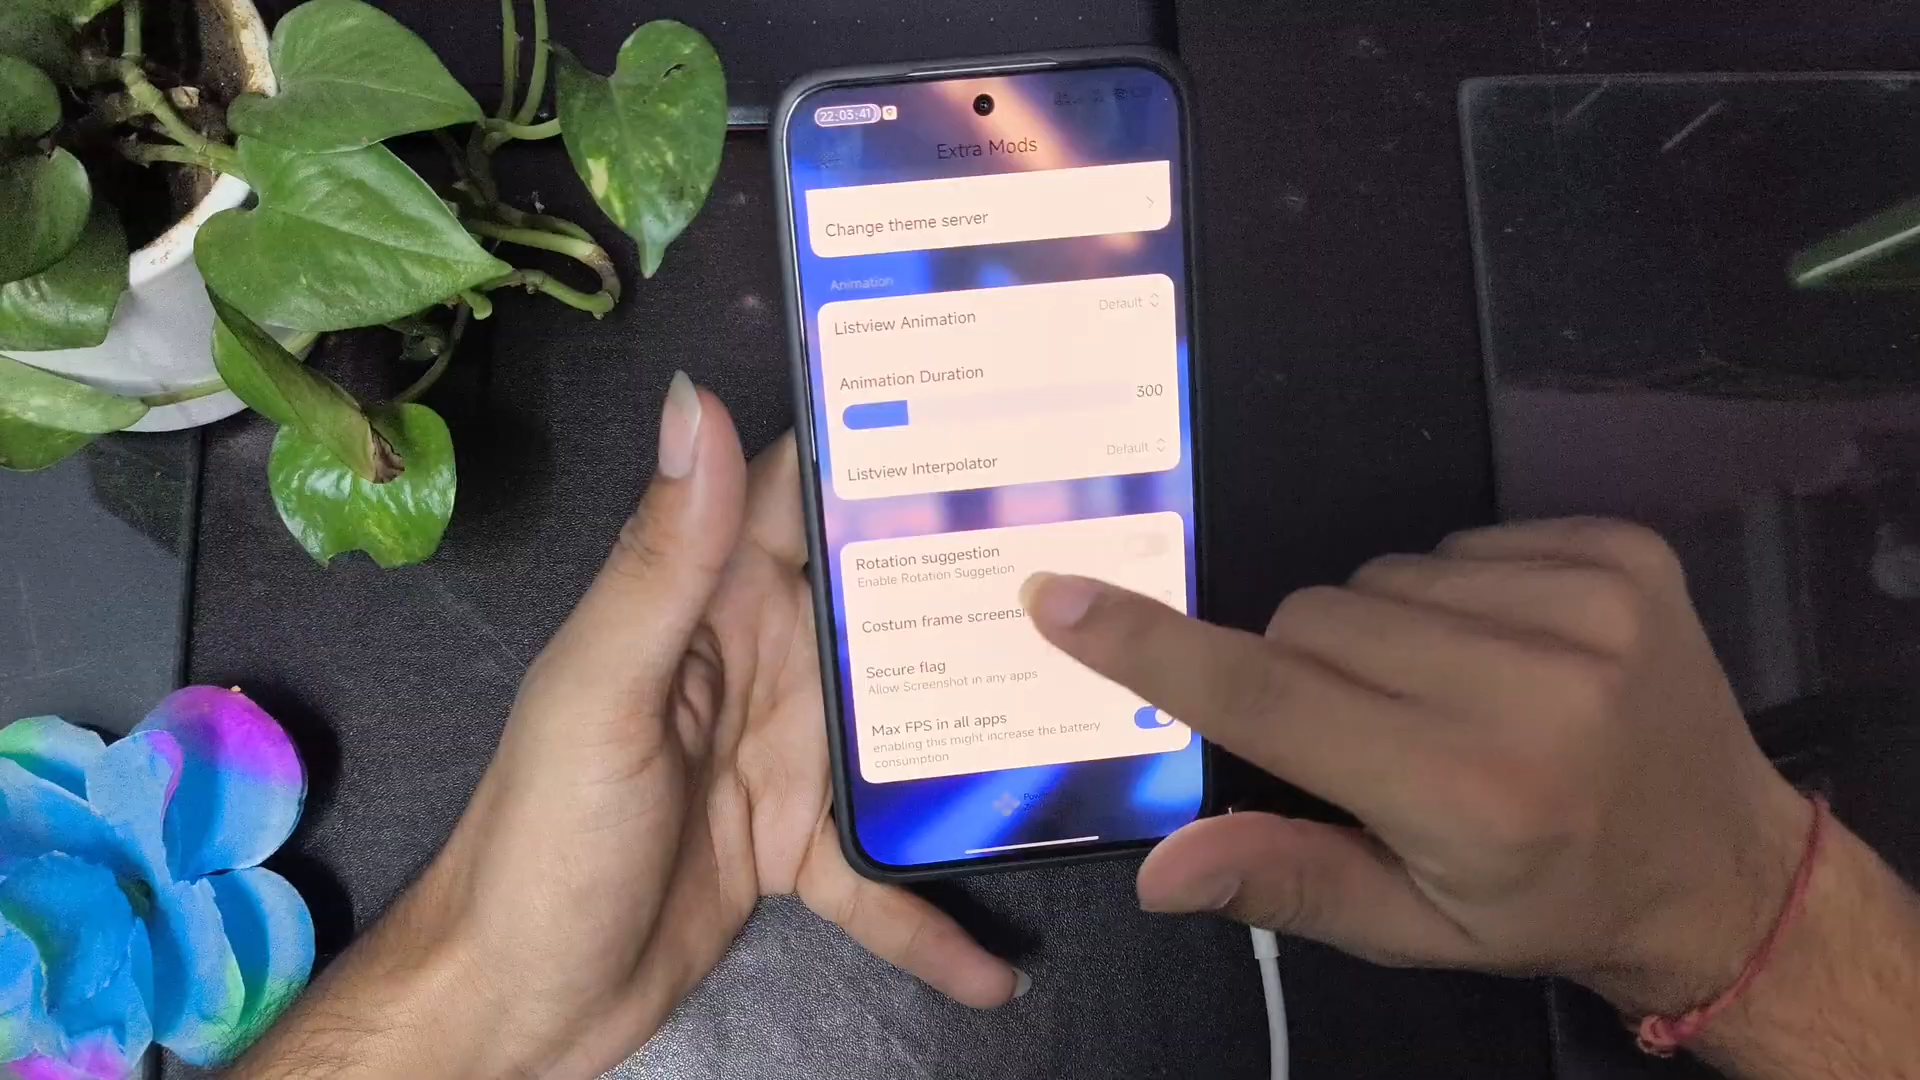 22:03:41
Extra Mods
Change theme server
Animation
Listview Animation
Default
Animation Duration
300
Listview Interpolator
Default
Rotation suggestion
Enable Rotation Suggetion
Costum frame
Secure flag
Allow Screenshot in any apps
Max FPS in all apps
enabling this might increase the battery
consumption